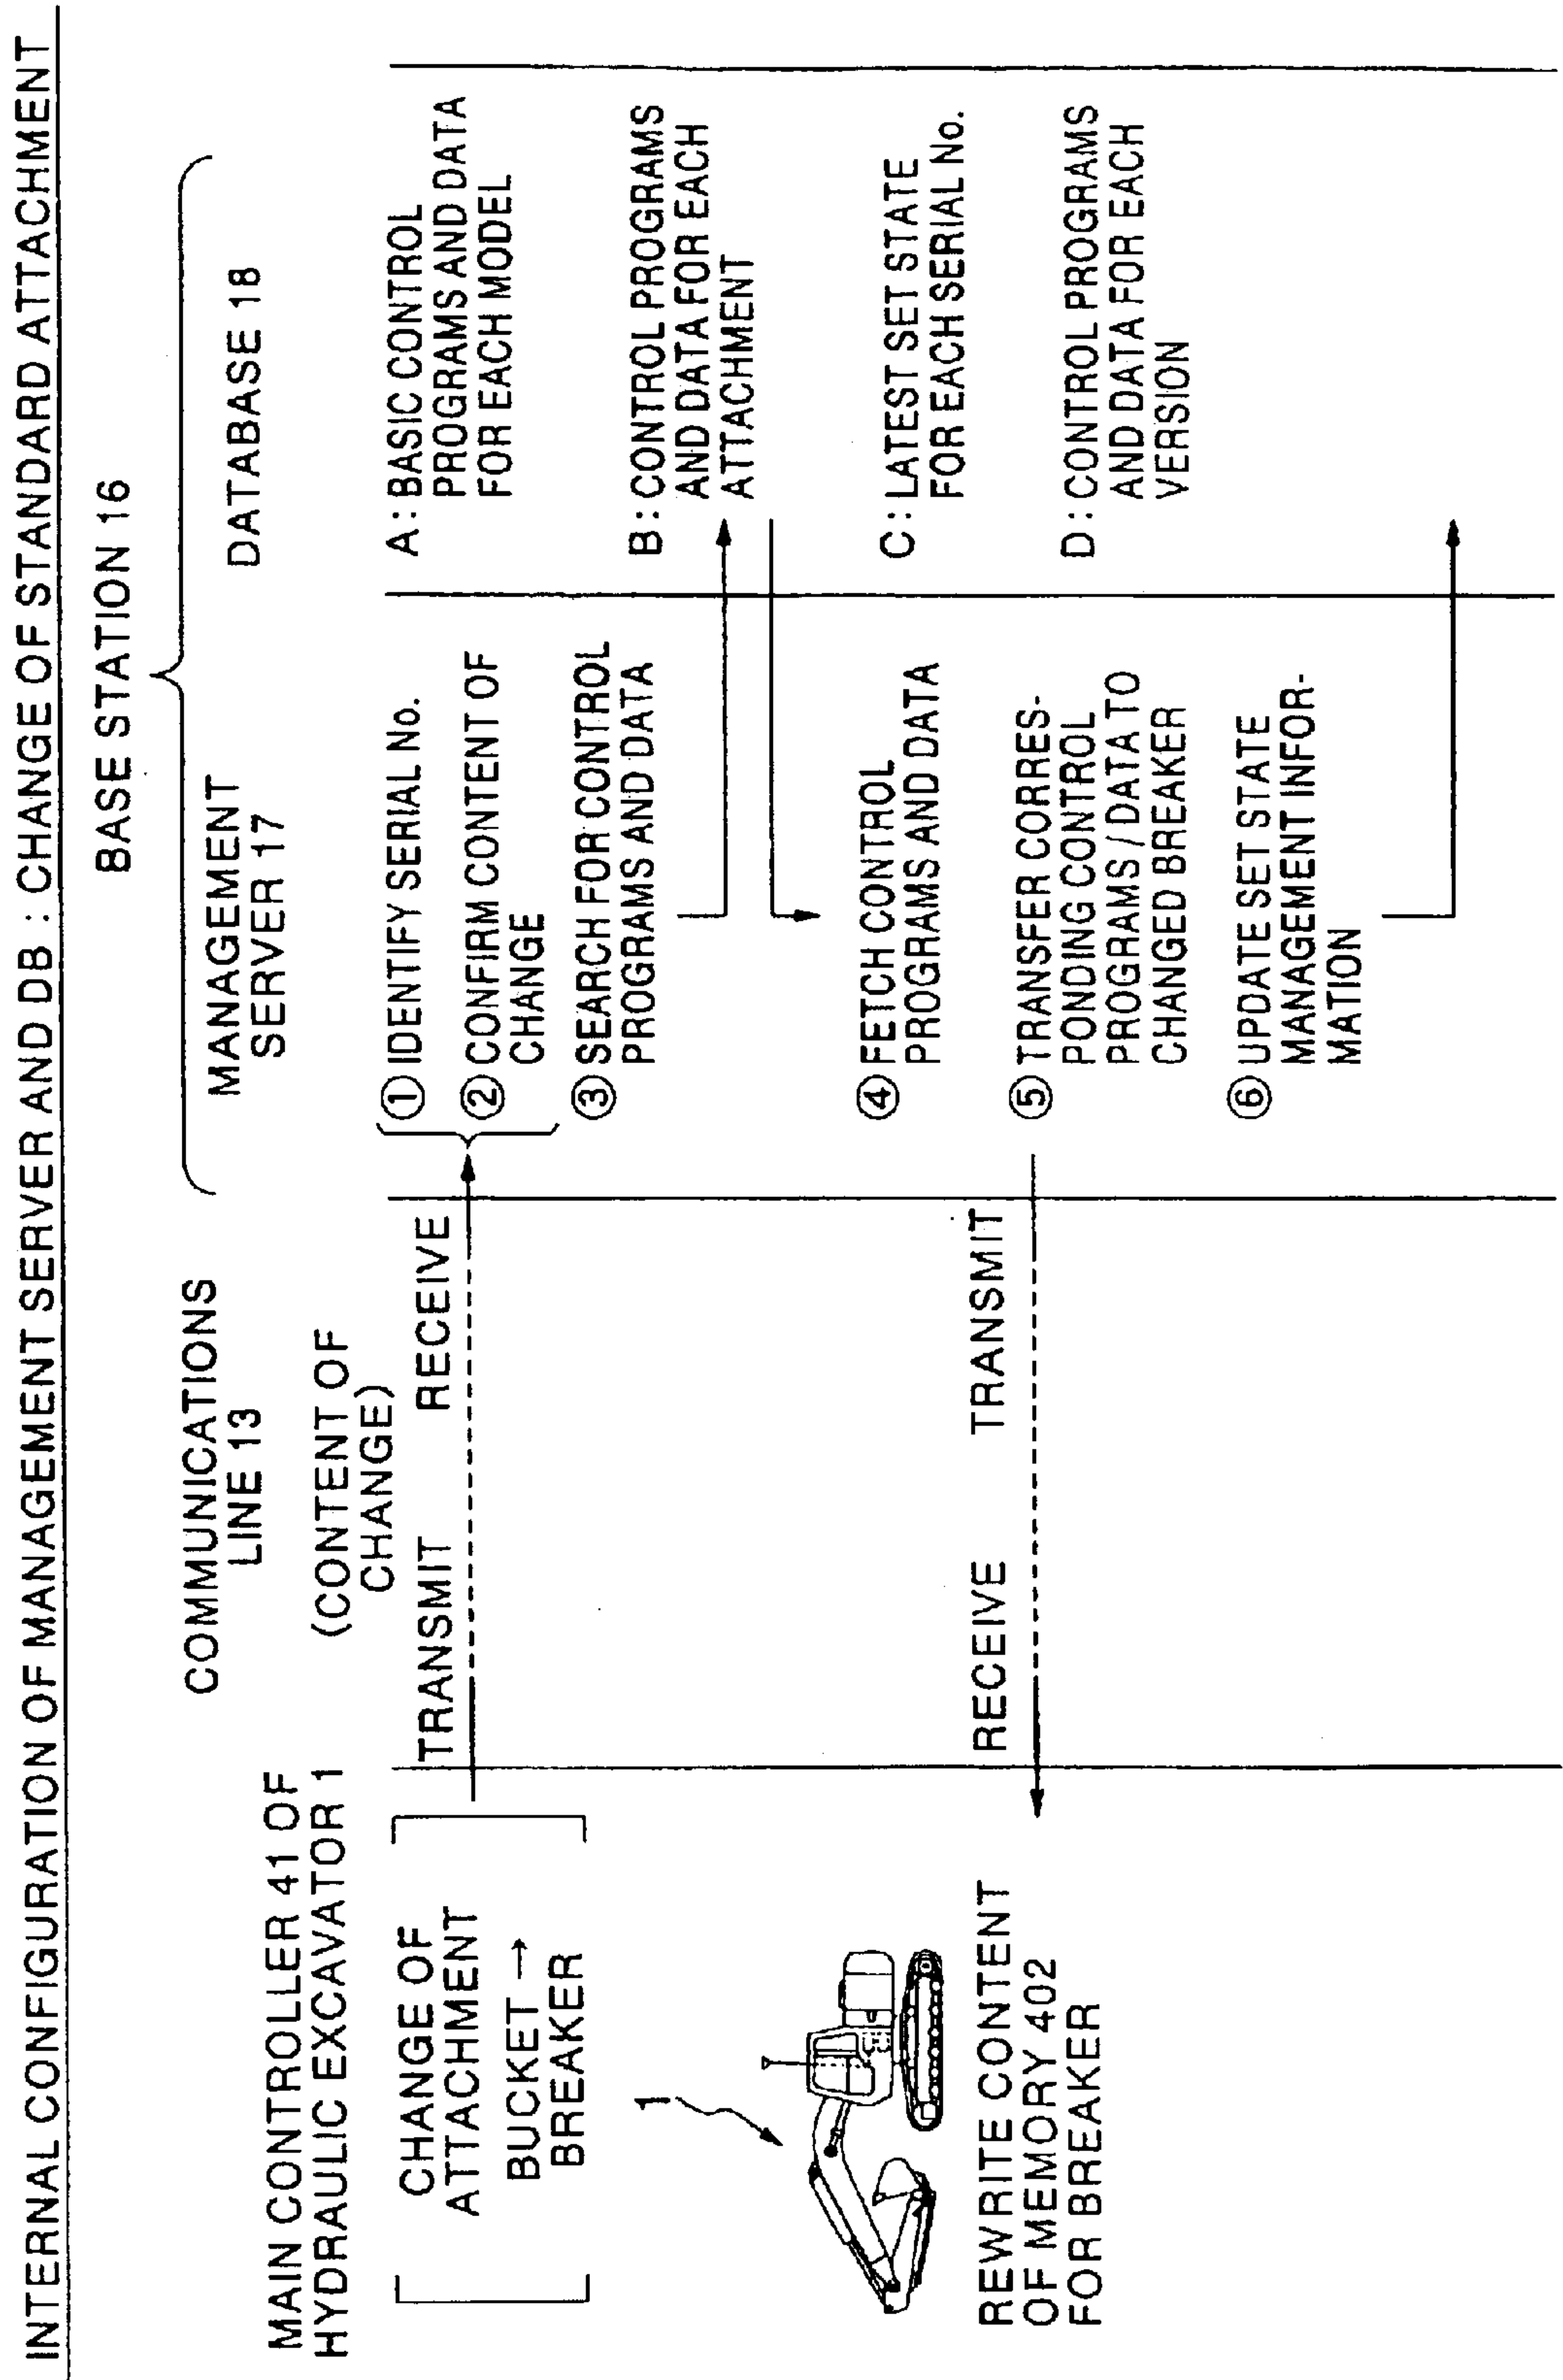 INTERNAL CONFIGURATION OF MANAGEMENT SERVER AND DB : CHANGE OF STANDARD ATTACHMENT
BASE STATION 16
MAIN CONTROLLER 41 OF
HYDRAULIC EXCAVATOR 1
COMMUNICATIONS
LINE 13
MANAGEMENT
SERVER 17
DATABASE 18
CHANGE OF
ATTACHMENT
BUCKET →
BREAKER
1
REWRITE CONTENT
OF MEMORY 402
FOR BREAKER
(CONTENT OF
CHANGE)
TRANSMIT RECEIVE
RECEIVE TRANSMIT
① IDENTIFY SERIAL No.
② CONFIRM CONTENT OF
CHANGE
③ SEARCH FOR CONTROL
PROGRAMS AND DATA
④ FETCH CONTROL
PROGRAMS AND DATA
⑤ TRANSFER CORRES-
PONDING CONTROL
PROGRAMS / DATA TO
CHANGED BREAKER
⑥ UPDATE SET STATE
MANAGEMENT INFOR-
MATION
A : BASIC CONTROL
PROGRAMS AND DATA
FOR EACH MODEL
B : CONTROL PROGRAMS
AND DATA FOR EACH
ATTACHMENT
C : LATEST SET STATE
FOR EACH SERIAL No.
D : CONTROL PROGRAMS
AND DATA FOR EACH
VERSION